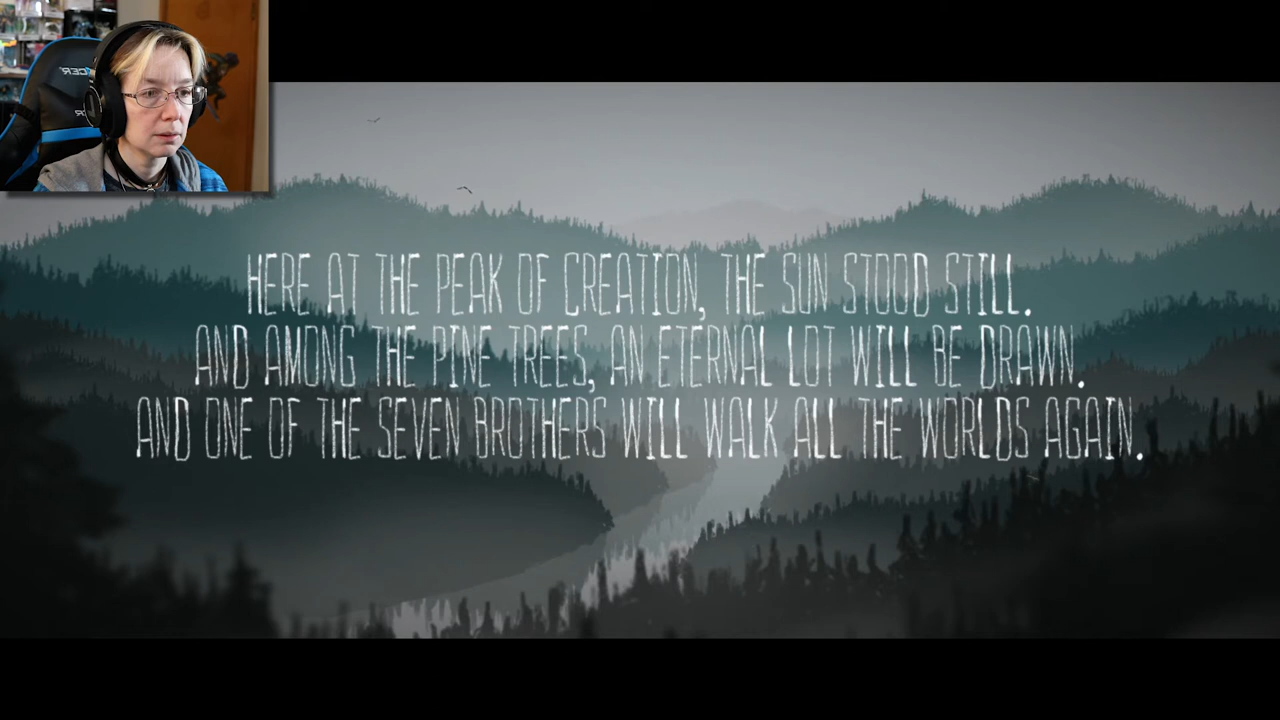 HERE AT THE PEAK OF CREATION, THE SUN STOOD STILL.
AND AMONG THE PINE TREES, AN ETERNAL LOT WILL BE DRAWN.
AND ONE OF THE SEVEN BROTHERS WILL WALK ALL THE WORLDS AGAIN.